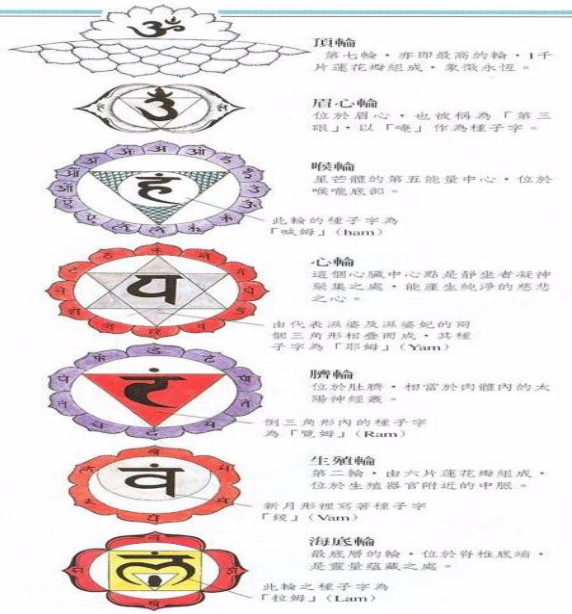 ॐ
頂輪
第七輪，亦即最高的輪，1千
片蓮花瓣組成，象徵永恆。
眉心輪
位於眉心，也被稱為「第三
眼」，以「唵」作為種子字。
喉輪
星芒體的第五能量中心，位於
喉嚨底部。
हं
此輪的種子字為
「喊姆」(ham)
心輪
這個心臟中心點是靜坐者凝神
聚集之處，能產生純淨的慈悲
之心。
य
由代表濕婆及濕婆妃的兩
個三角形相疊而成，其種
子字為「耶姆」(Yam)
臍輪
位於肚臍，相當於肉體內的太
陽神經叢。
रं
倒三角形內的種子字
為「覽姆」(Ram)
生殖輪
第二輪，由六片蓮花瓣組成，
位於生殖器官附近的中脈。
वं
新月形裡寫著種子字
(Vam)
海底輪
最底層的輪，位於脊椎底端，
是靈量蘊藏之處。
लं
此輪之種子字為
「拉姆」(Lam)